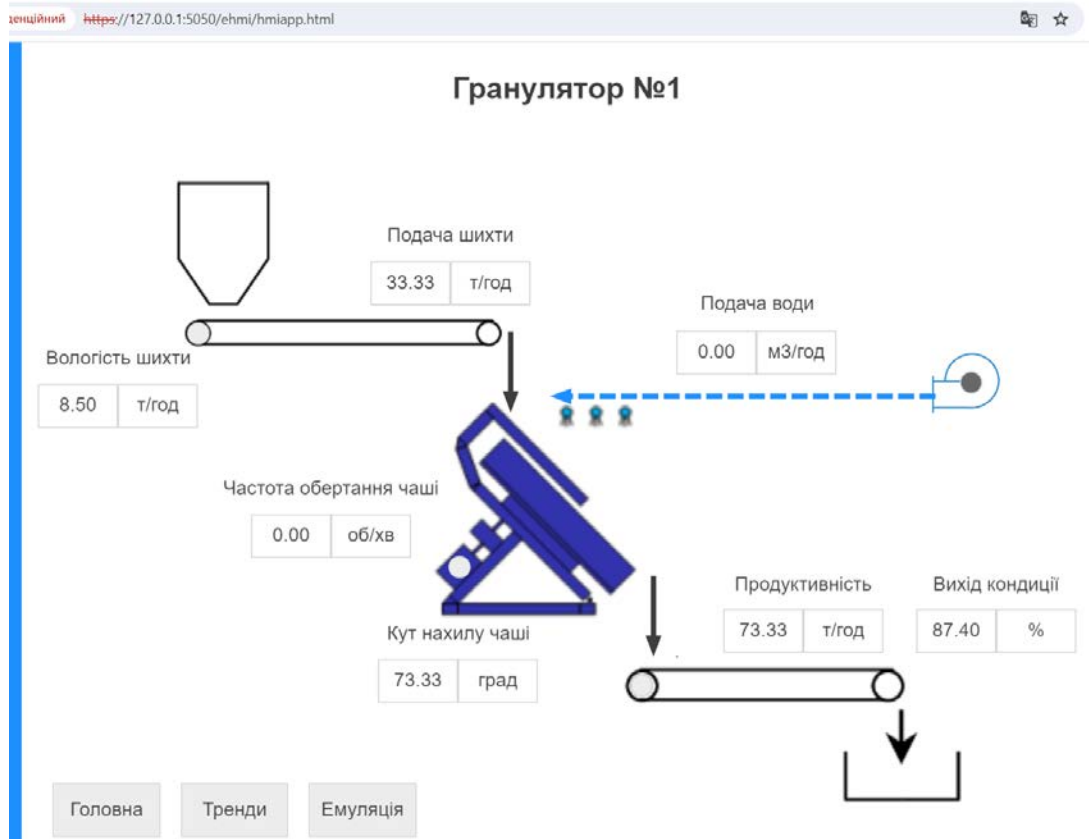 https://127.0.0.1:5050/ehmi/hmiapp.html
Гранулятор №1
Подача шихти
33.33 т/год
Подача води
0.00 м3/год
Вологість шихти
8.50 т/год
Частота обертання чаші
0.00 об/хв
Продуктивність
73.33 т/год
Вихід кондиції
87.40 %
Кут нахилу чаші
73.33 град
Головна Тренди Емуляція